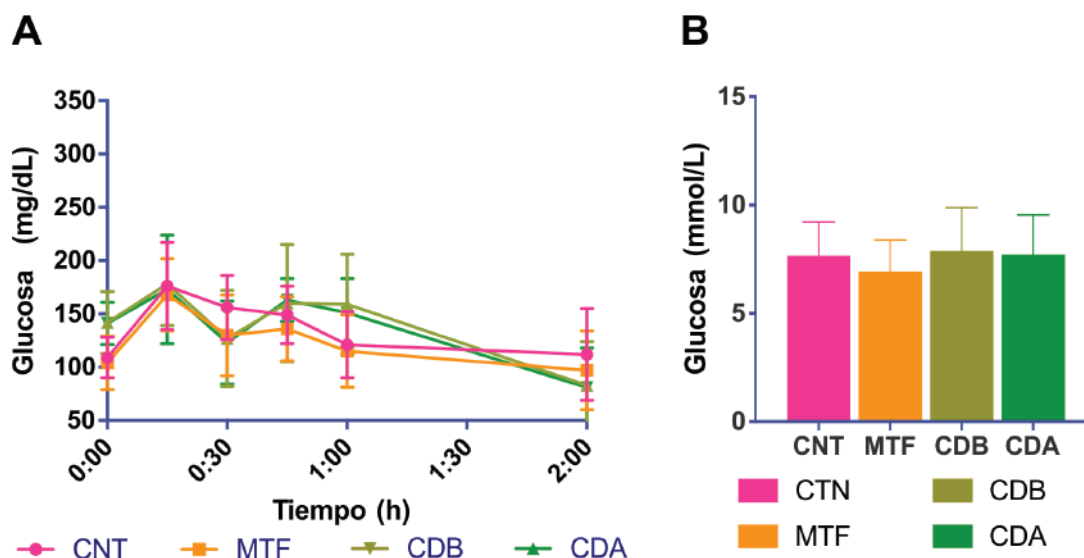 A
Glucosa (mg/dL)
350
300
250
200
150
100
50
0:00
0:30
1:00
1:30
2:00
Tiempo (h)
CNT
MTF
CDB
CDA
B
Glucosa (mmol/L)
15
10
5
0
CNT MTF CDB CDA
CTN
CDB
MTF
CDA